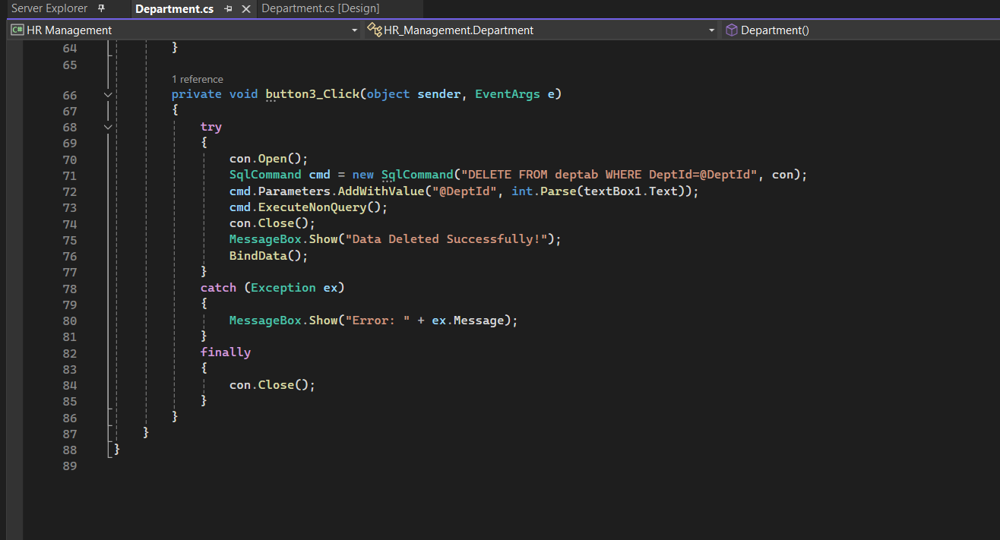 Server Explorer
Department.cs
Department.cs [Design]
C# HR Management
HR_Management.Department
Department()
64 }
65
1 reference
66 private void button3_Click(object sender, EventArgs e)
67 {
68 try
69 {
70 con.Open();
71 SqlCommand cmd = new SqlCommand("DELETE FROM deptab WHERE DeptId=@DeptId", con);
72 cmd.Parameters.AddWithValue("@DeptId", int.Parse(textBox1.Text));
73 cmd.ExecuteNonQuery();
74 con.Close();
75 MessageBox.Show("Data Deleted Successfully!");
76 BindData();
77 }
78 catch (Exception ex)
79 {
80 MessageBox.Show("Error: " + ex.Message);
81 }
82 finally
83 {
84 con.Close();
85 }
86 }
87 }
88 }
89